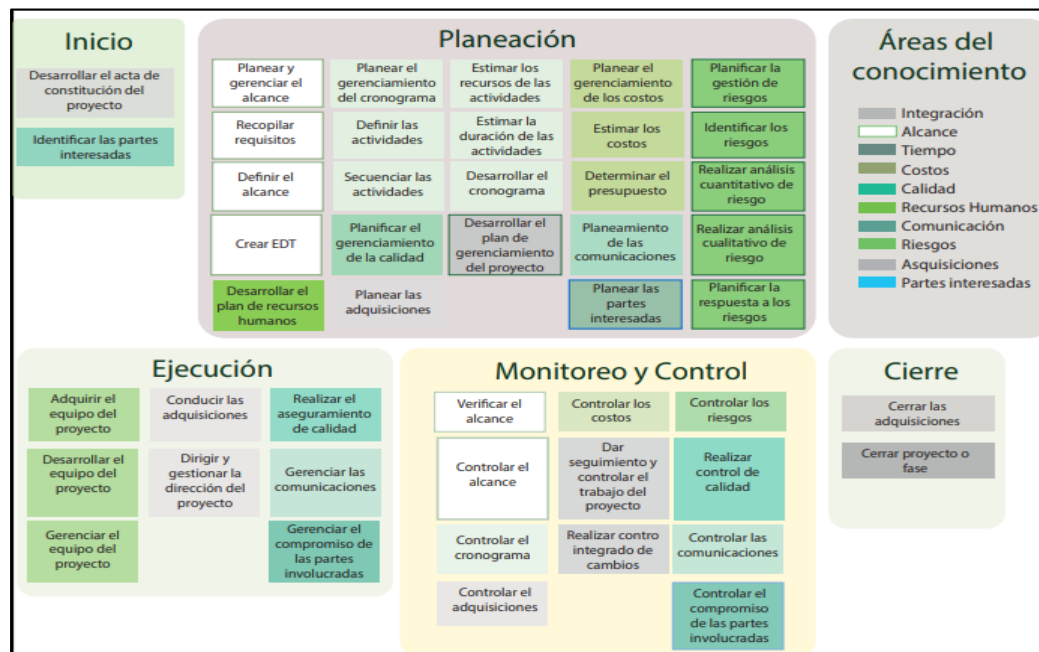 Inicio
Desarrollar el acta de
constitución del
proyecto
Identificar las partes
interesadas
Planeación
Planear y
gerenciar el
alcance
Planear el
gerenciamiento
del cronograma
Estimar los
recursos de las
actividades
Planear el
gerenciamiento
de los costos
Planificar la
gestión de
riesgos
Recopilar
requisitos
Definir las
actividades
Estimar la
duración de las
actividades
Estimar los
costos
Identificar los
riesgos
Definir el
alcance
Secuenciar las
actividades
Desarrollar el
cronograma
Determinar el
presupuesto
Realizar análisis
cuantitativo de
riesgo
Crear EDT
Planificar el
gerenciamiento
de la calidad
Desarrollar el
plan de
gerenciamiento
del proyecto
Planeamiento
de las
comunicaciones
Realizar análisis
cualitativo de
riesgo
Desarrollar el
plan de recursos
humanos
Planear las
adquisiciones
Planear las
partes
interesadas
Planificar la
respuesta a los
riesgos
Áreas del
conocimiento
Integración
Alcance
Tiempo
Costos
Calidad
Recursos Humanos
Comunicación
Riesgos
Asquisiciones
Partes interesadas
Ejecución
Adquirir el
equipo del
proyecto
Conducir las
adquisiciones
Realizar el
aseguramiento
de calidad
Desarrollar el
equipo del
proyecto
Dirigir y
gestionar la
dirección del
proyecto
Gerenciar las
comunicaciones
Gerenciar el
equipo del
proyecto
Gerenciar el
compromiso de
las partes
involucradas
Monitoreo y Control
Verificar el
alcance
Controlar los
costos
Controlar los
riesgos
Controlar el
alcance
Dar
seguimiento y
controlar el
trabajo del
proyecto
Realizar
control de
calidad
Controlar el
cronograma
Realizar contro
integrado de
cambios
Controlar las
comunicaciones
Controlar el
adquisiciones
Controlar el
compromiso
de las partes
involucradas
Cierre
Cerrar las
adquisiciones
Cerrar proyecto o
fase